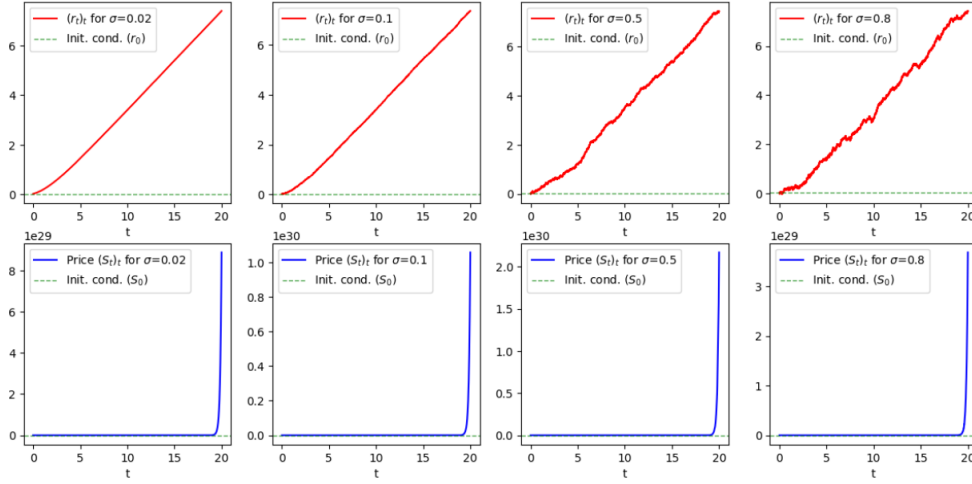 (r_t)_t for σ=0.02
Init. cond. (r_0)
6
4
2
0
0 5 10 15 20
t
(r_t)_t for σ=0.1
Init. cond. (r_0)
6
4
2
0
0 5 10 15 20
t
(r_t)_t for σ=0.5
Init. cond. (r_0)
6
4
2
0
0 5 10 15 20
t
(r_t)_t for σ=0.8
Init. cond. (r_0)
6
4
2
0
0 5 10 15 20
t
1e29
Price (S_t)_t for σ=0.02
Init. cond. (S_0)
8
6
4
2
0
0 5 10 15 20
t
1e30
Price (S_t)_t for σ=0.1
Init. cond. (S_0)
1.0
0.8
0.6
0.4
0.2
0.0
0 5 10 15 20
t
1e30
Price (S_t)_t for σ=0.5
Init. cond. (S_0)
2.0
1.5
1.0
0.5
0.0
0 5 10 15 20
t
1e29
Price (S_t)_t for σ=0.8
Init. cond. (S_0)
3
2
1
0
0 5 10 15 20
t